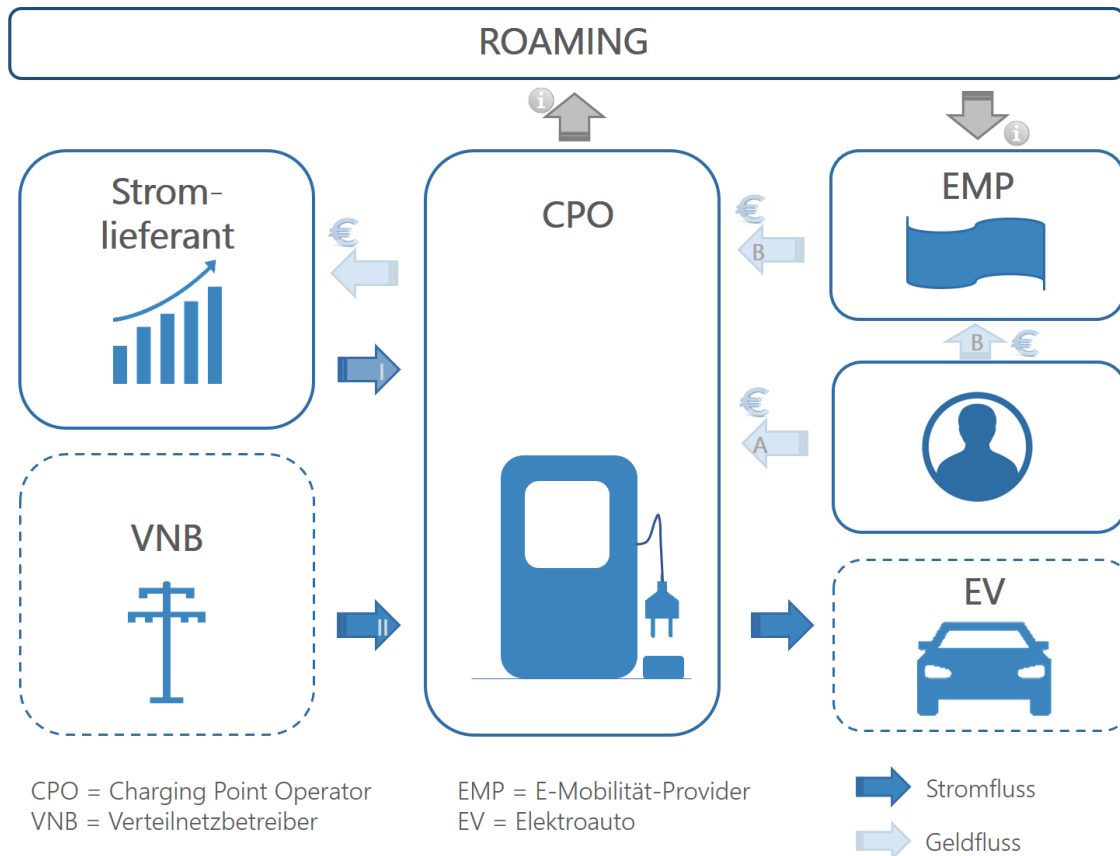 ROAMING
i
i
Strom-
lieferant
€
CPO
€
B
EMP
B
€
I
€
A
VNB
II
EV
CPO = Charging Point Operator
VNB = Verteilnetzbetreiber
EMP = E-Mobilität-Provider
EV = Elektroauto
Stromfluss
Geldfluss